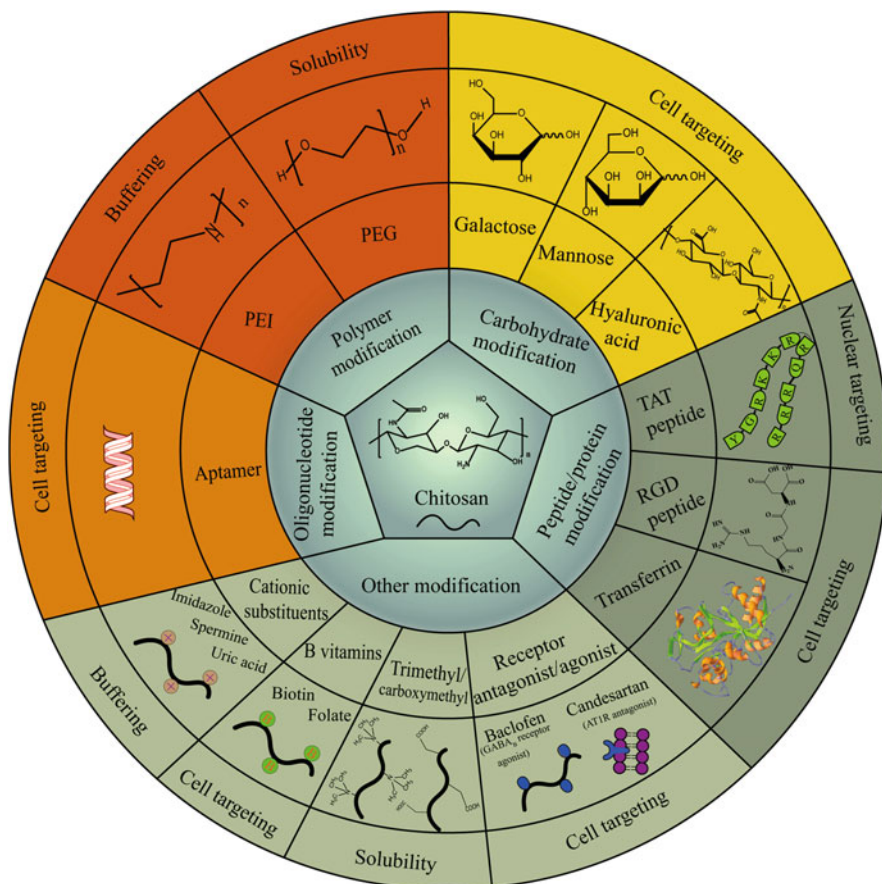 Solubility
Buffering
Cell targeting
Nuclear targeting
Cell targeting
Cell targeting
Solubility
Cell targeting
Buffering
Cell targeting
PEG
PEI
Galactose
Mannose
Hyaluronic
acid
TAT
peptide
Y G R K K R R
Q R R R
RGD
peptide
Transferrin
Receptor
antagonist/agonist
Baclofen
(GABA_B receptor
agonist)
Candesartan
(AT1R antagonist)
Trimethyl/
carboxymethyl
B vitamins
Biotin
Folate
Cationic
substituents
Imidazole
Spermine
Uric acid
Aptamer
Polymer
modification
Carbohydrate
modification
Peptide/protein
modification
Other modification
Oligonucleotide
modification
Chitosan